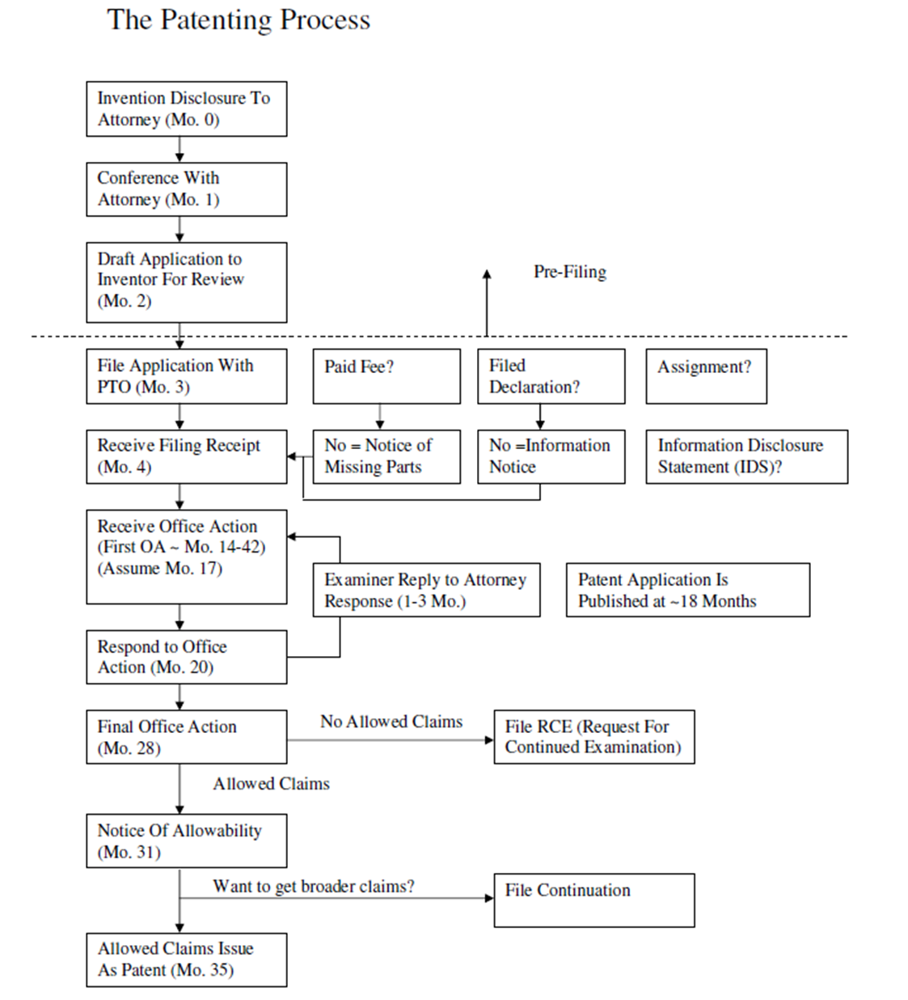 The Patenting Process
Invention Disclosure To
Attorney (Mo. 0)
Conference With
Attorney (Mo. 1)
Draft Application to
Inventor For Review
(Mo. 2)
Pre-Filing
File Application With
PTO (Mo. 3)
Paid Fee?
Filed
Declaration?
Assignment?
Receive Filing Receipt
(Mo. 4)
No = Notice of
Missing Parts
No =Information
Notice
Information Disclosure
Statement (IDS)?
Receive Office Action
(First OA ~ Mo. 14-42)
(Assume Mo. 17)
Examiner Reply to Attorney
Response (1-3 Mo.)
Patent Application Is
Published at ~18 Months
Respond to Office
Action (Mo. 20)
Final Office Action
(Mo. 28)
No Allowed Claims
File RCE (Request For
Continued Examination)
Allowed Claims
Notice Of Allowability
(Mo. 31)
Want to get broader claims?
File Continuation
Allowed Claims Issue
As Patent (Mo. 35)